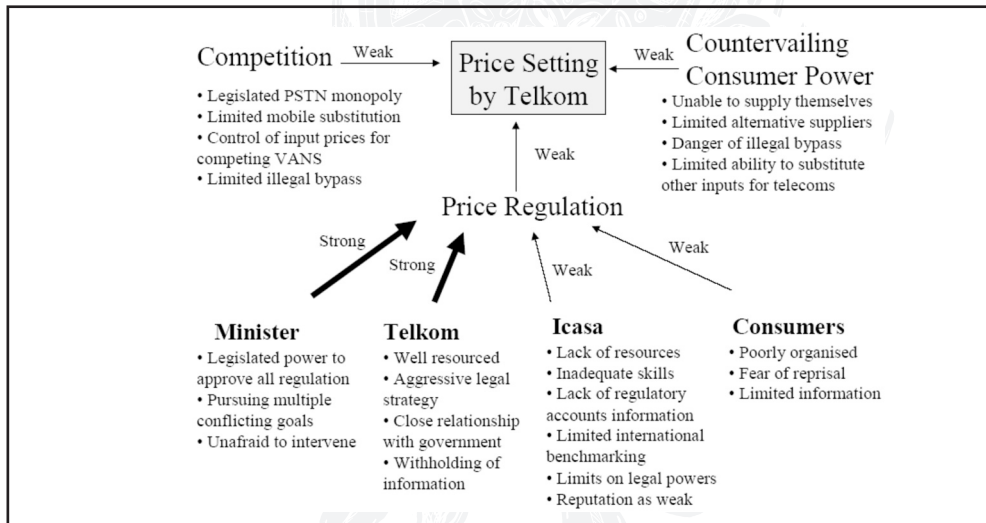 Competition
Weak
Price Setting
by Telkom
Weak
Countervailing
Consumer Power
• Legislated PSTN monopoly
• Limited mobile substitution
• Control of input prices for
competing VANS
• Limited illegal bypass
• Unable to supply themselves
• Limited alternative suppliers
• Danger of illegal bypass
• Limited ability to substitute
other inputs for telecoms
Weak
Price Regulation
Strong
Strong
Weak
Weak
Minister
• Legislated power to
approve all regulation
• Pursuing multiple
conflicting goals
• Unafraid to intervene
Telkom
• Well resourced
• Aggressive legal
strategy
• Close relationship
with government
• Withholding of
information
Icasa
• Lack of resources
• Inadequate skills
• Lack of regulatory
accounts information
• Limited international
benchmarking
• Limits on legal powers
• Reputation as weak
Consumers
• Poorly organised
• Fear of reprisal
• Limited information